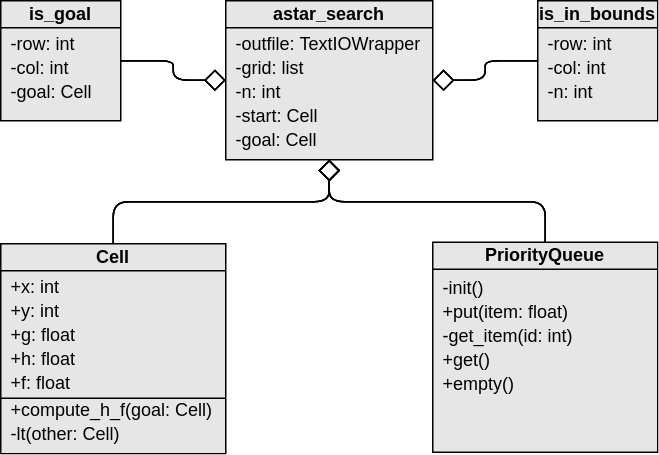 is_goal
-row: int
-col: int
-goal: Cell
astar_search
-outfile: TextIOWrapper
-grid: list
-n: int
-start: Cell
-goal: Cell
is_in_bounds
-row: int
-col: int
-n: int
Cell
+x: int
+y: int
+g: float
+h: float
+f: float
+compute_h_f(goal: Cell)
-lt(other: Cell)
PriorityQueue
-init()
+put(item: float)
-get_item(id: int)
+get()
+empty()